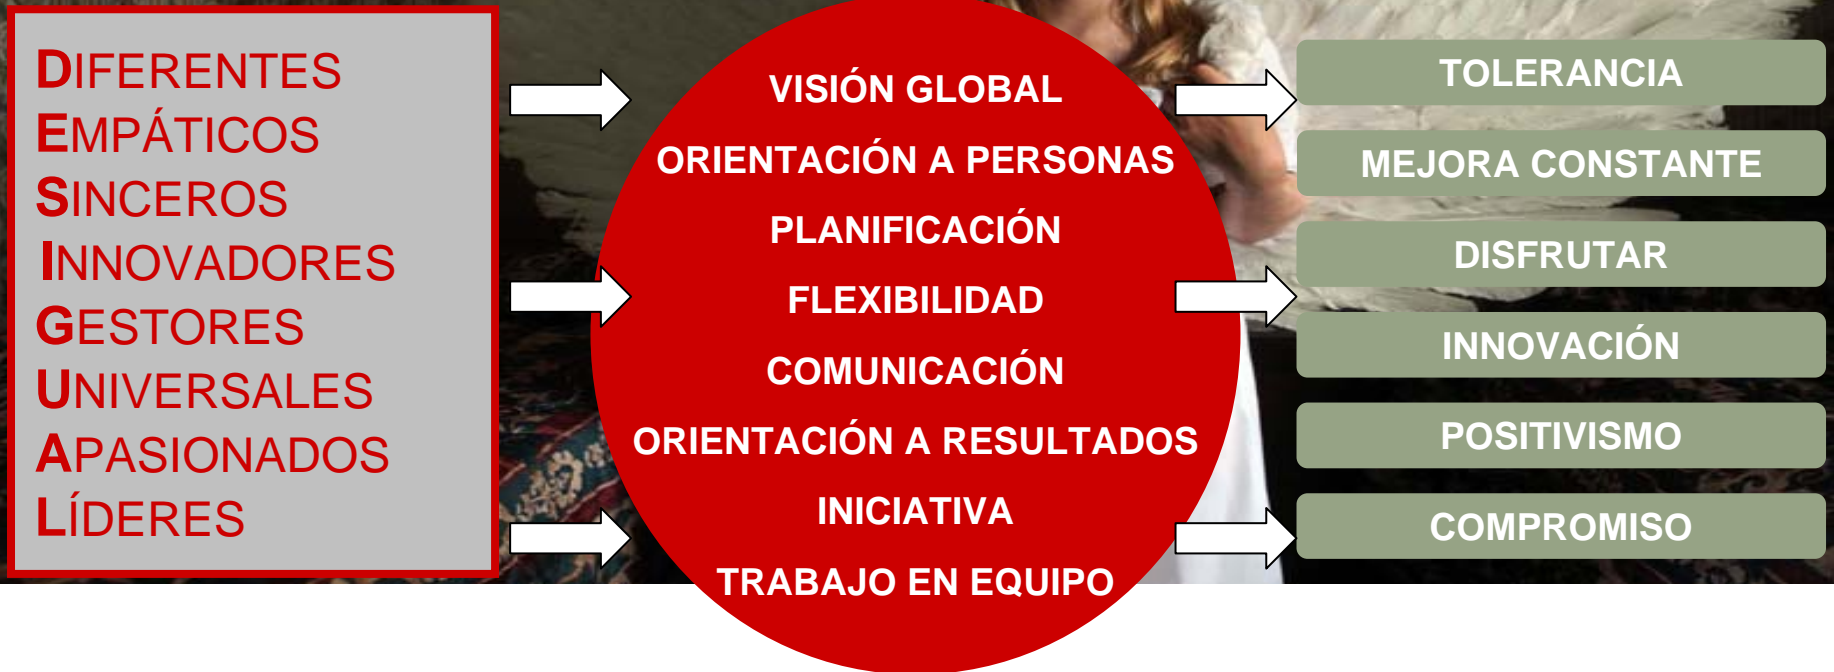 DIFERENTES
EMPÁTICOS
SINCEROS
INNOVADORES
GESTORES
UNIVERSALES
APASIONADOS
LÍDERES
VISIÓN GLOBAL
ORIENTACIÓN A PERSONAS
PLANIFICACIÓN
FLEXIBILIDAD
COMUNICACIÓN
ORIENTACIÓN A RESULTADOS
INICIATIVA
TRABAJO EN EQUIPO
TOLERANCIA
MEJORA CONSTANTE
DISFRUTAR
INNOVACIÓN
POSITIVISMO
COMPROMISO